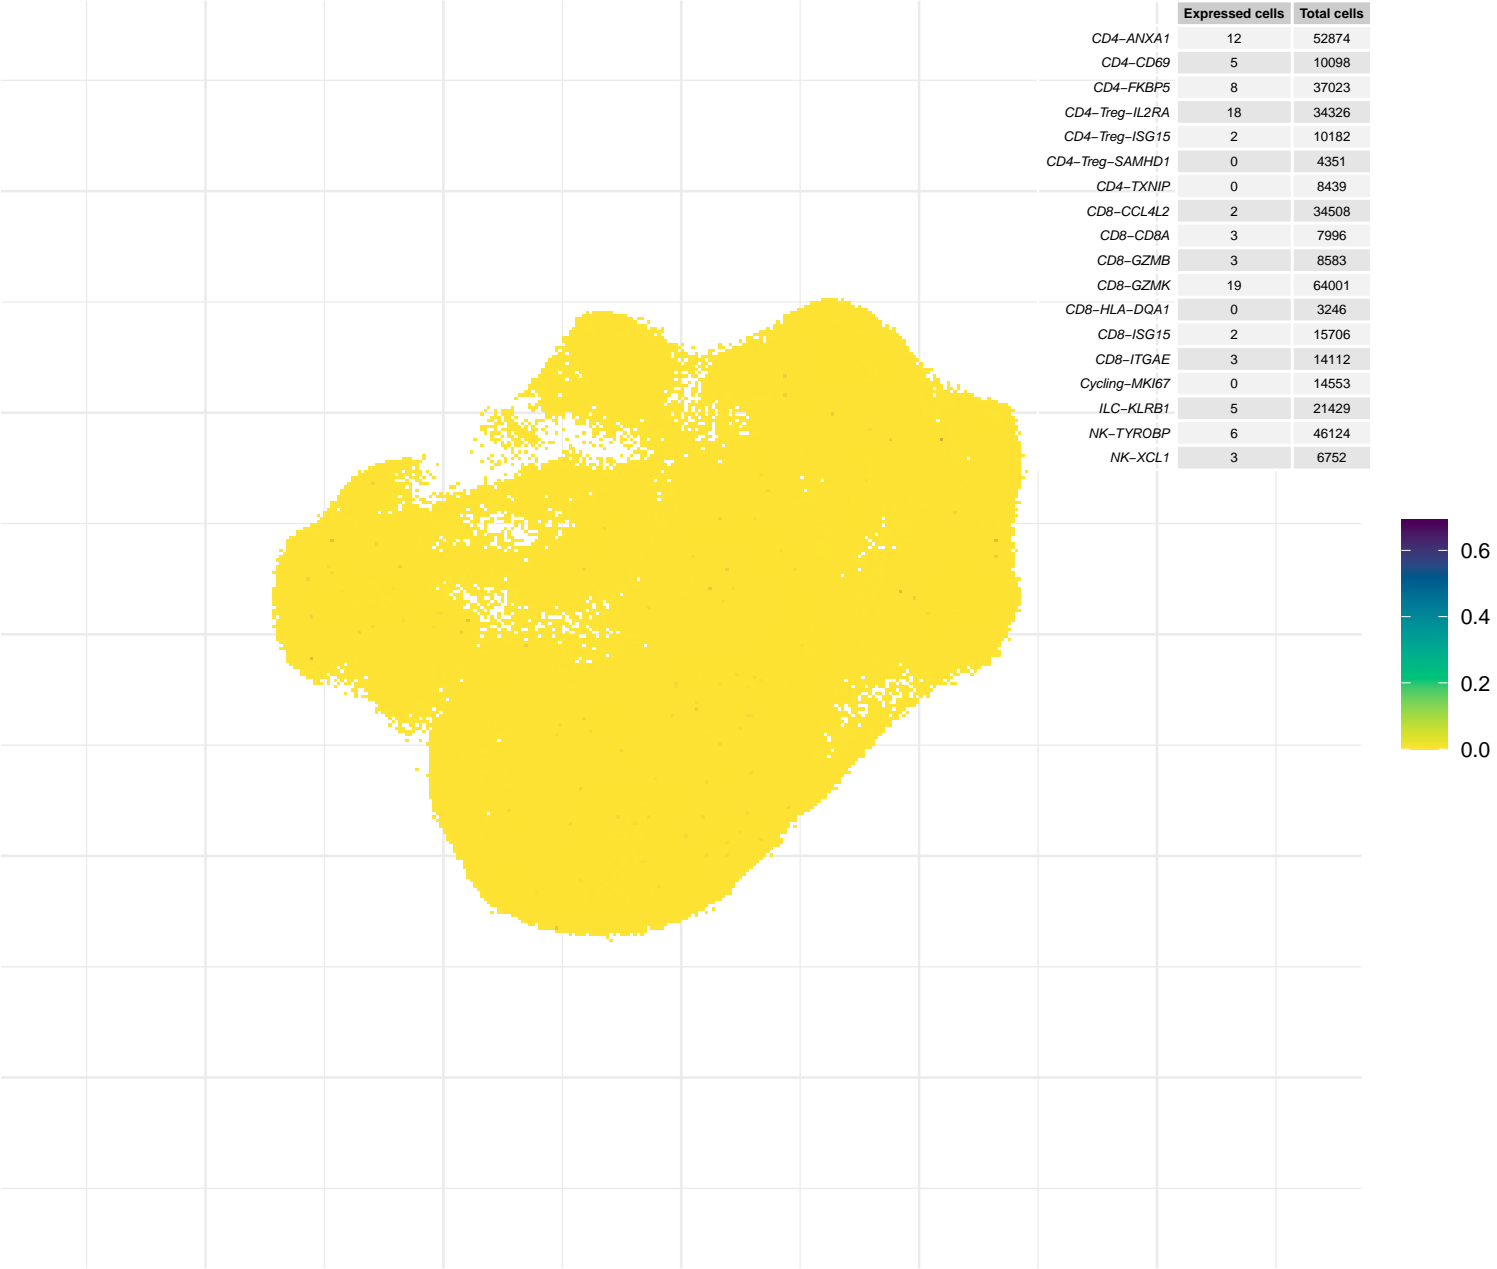 Expressed cells Total cells
CD4−ANXA1 12 52874
CD4−CD69 5 10098
CD4−FKBP5 8 37023
CD4−Treg−IL2RA 18 34326
CD4−Treg−ISG15 2 10182
CD4−Treg−SAMHD1 0 4351
CD4−TXNIP 0 8439
CD8−CCL4L2 2 34508
CD8−CD8A 3 7996
CD8−GZMB 3 8583
CD8−GZMK 19 64001
CD8−HLA−DQA1 0 3246
CD8−ISG15 2 15706
CD8−ITGAE 3 14112
Cycling−MKI67 0 14553
ILC−KLRB1 5 21429
NK−TYROBP 6 46124
NK−XCL1 3 6752
0.6
0.4
0.2
0.0